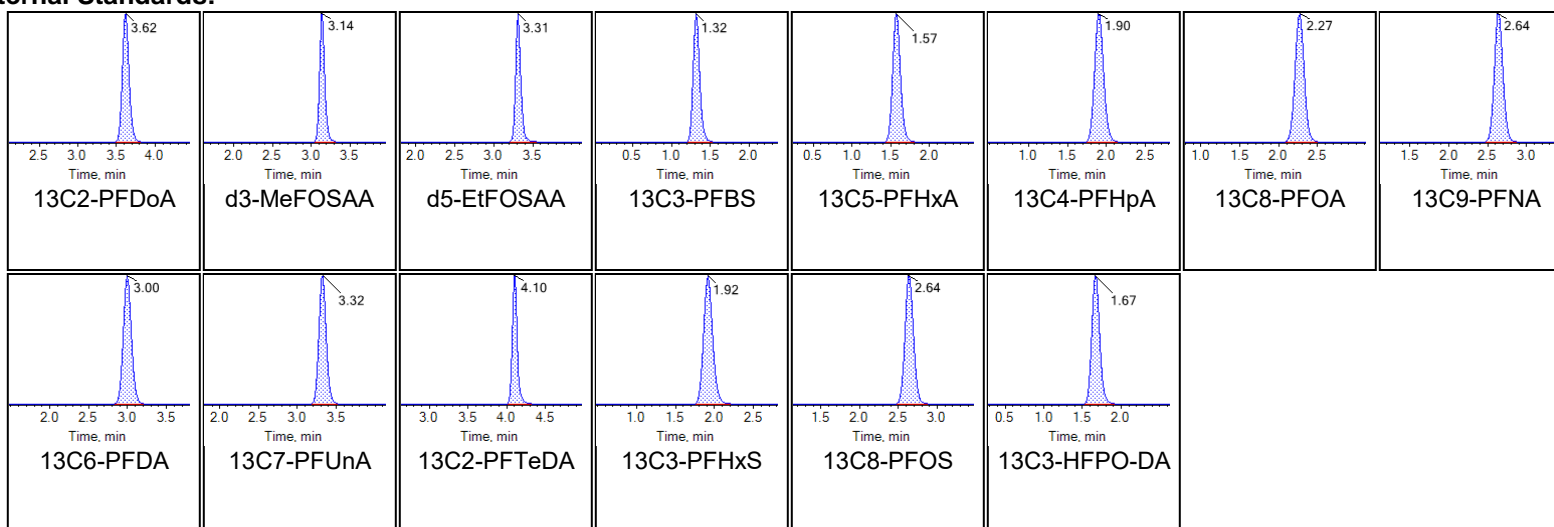 ternal Standards:
3.62 3.14 3.31 1.32 1.57 1.90 2.27 2.64
2.5 3.0 3.5 4.0 2.0 2.5 3.0 3.5 2.0 2.5 3.0 3.5 0.5 1.0 1.5 2.0 0.5 1.0 1.5 2.0 1.0 1.5 2.0 2.5 1.0 1.5 2.0 2.5 1.5 2.0 2.5 3.0
Time, min Time, min Time, min Time, min Time, min Time, min Time, min Time, min
13C2-PFDoA d3-MeFOSAA d5-EtFOSAA 13C3-PFBS 13C5-PFHxA 13C4-PFHpA 13C8-PFOA 13C9-PFNA
3.00 3.32 4.10 1.92 2.64 1.67
2.0 2.5 3.0 3.5 2.0 2.5 3.0 3.5 3.0 3.5 4.0 4.5 1.0 1.5 2.0 2.5 1.5 2.0 2.5 3.0 0.5 1.0 1.5 2.0
Time, min Time, min Time, min Time, min Time, min Time, min
13C6-PFDA 13C7-PFUnA 13C2-PFTeDA 13C3-PFHxS 13C8-PFOS 13C3-HFPO-DA